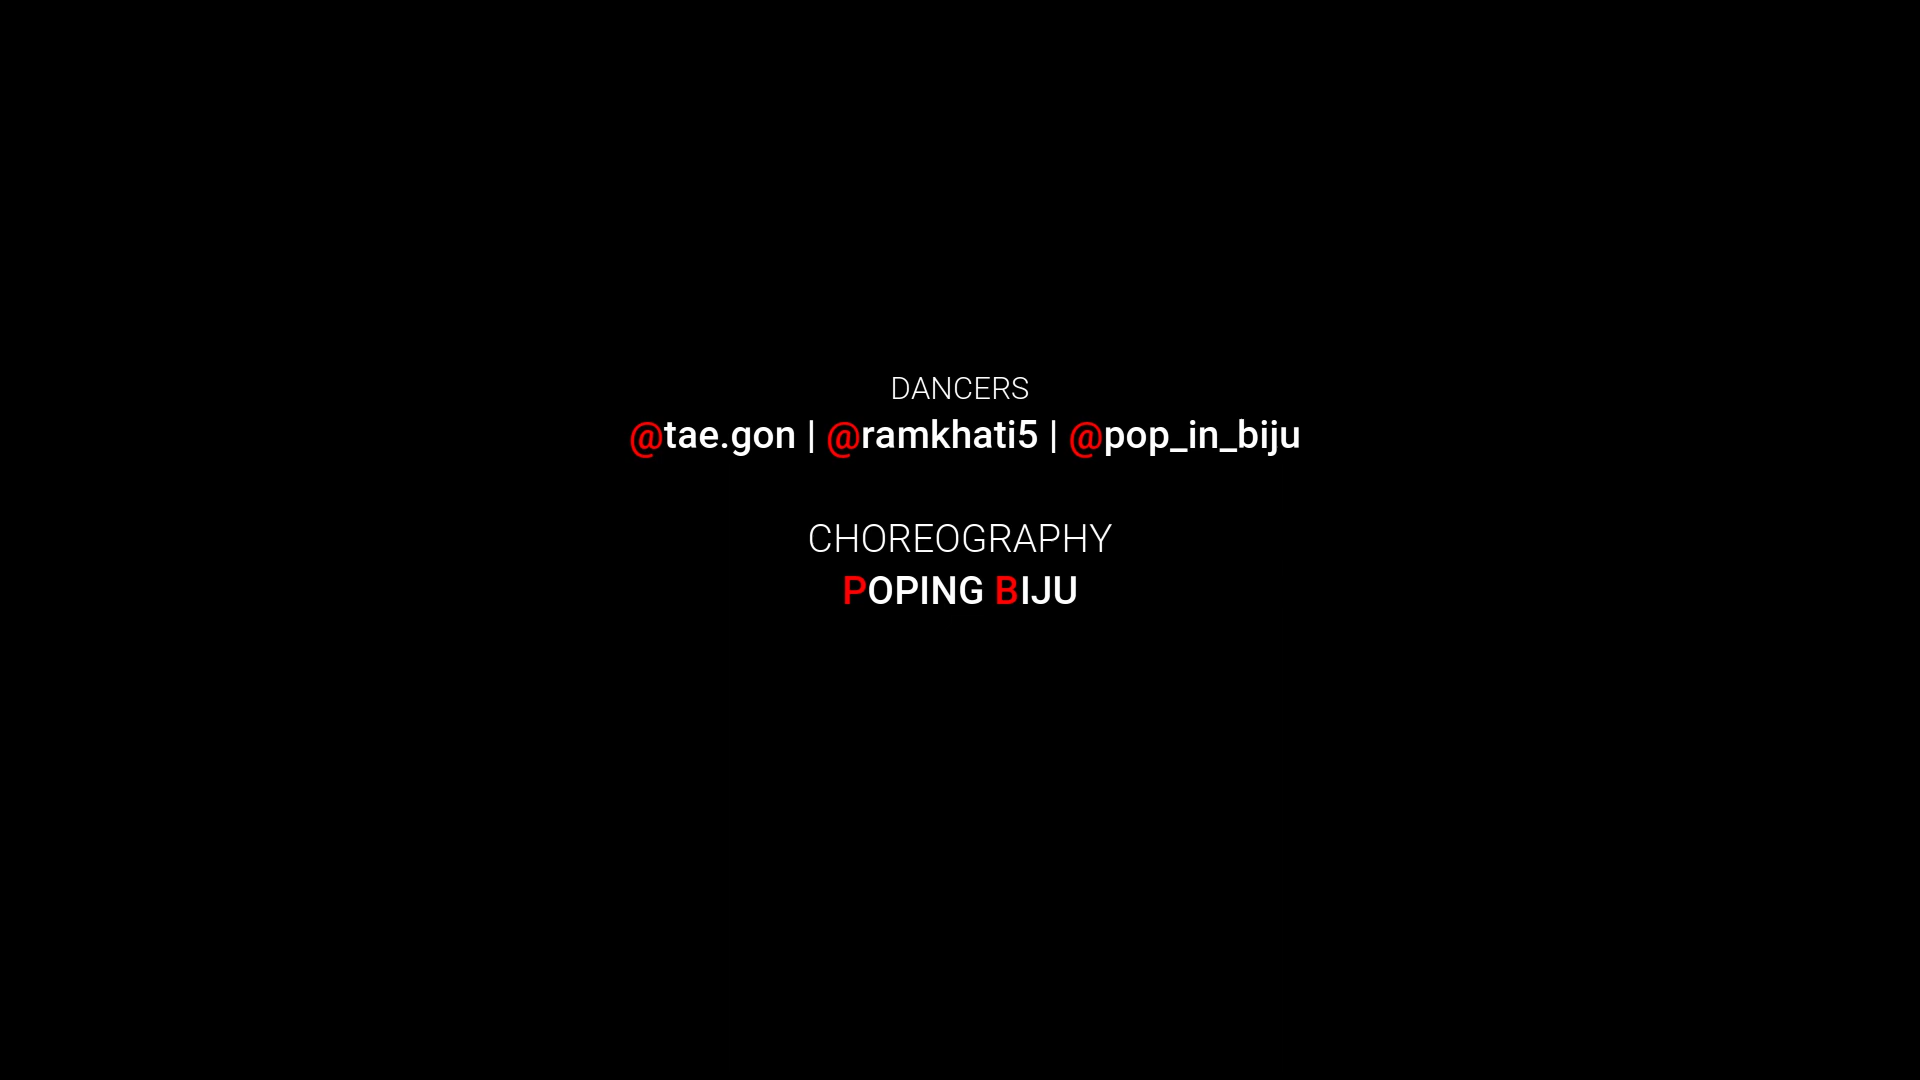 DANCERS
@tae.gon | @ramkhati5 | @pop_in_biju
CHOREOGRAPHY
POPING BIJU